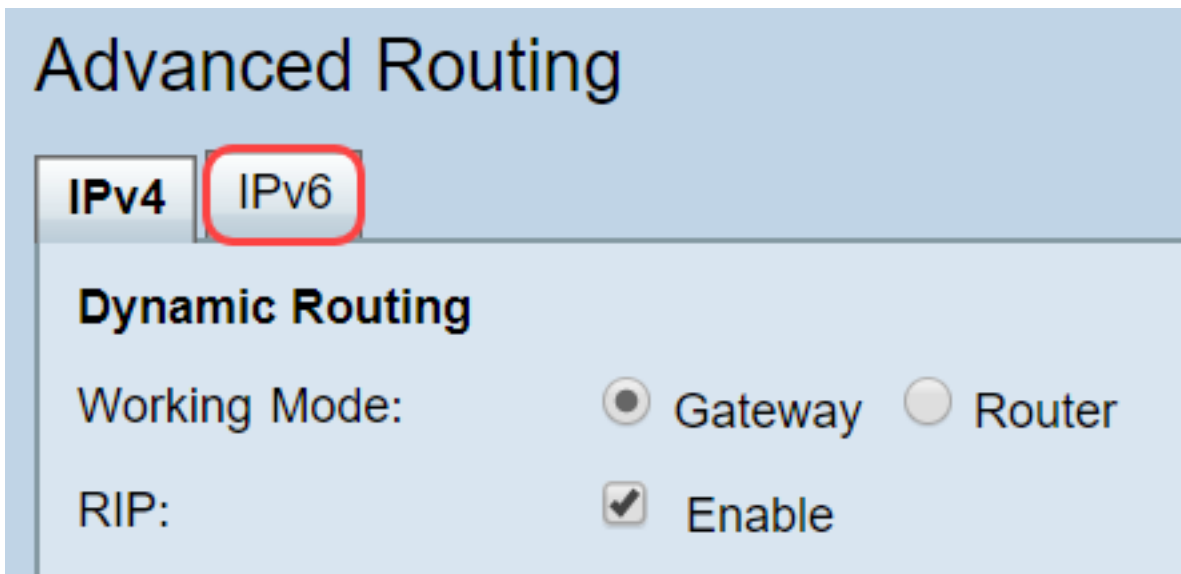 Advanced Routing
IPv4 IPv6
Dynamic Routing
Working Mode: Gateway Router
RIP: Enable